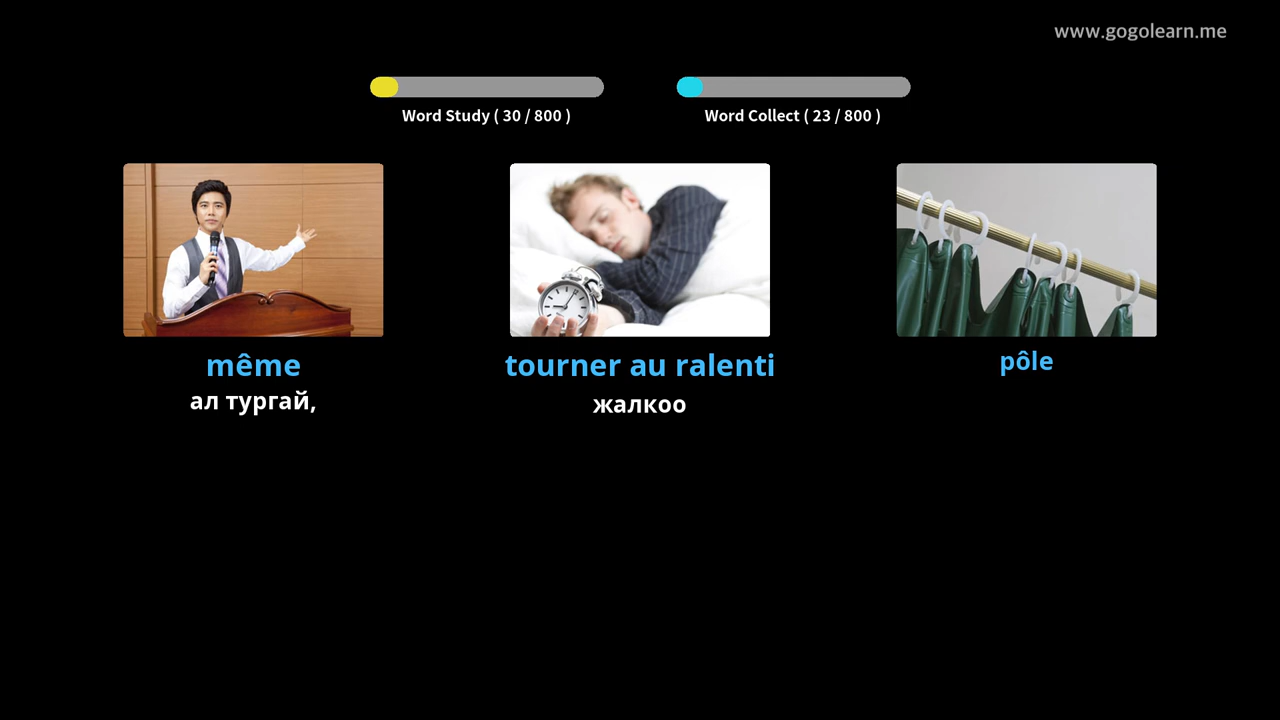 www.gogolearn.me
Word Study ( 30 / 800 )
Word Collect ( 23 / 800 )
même
ал тургай,
tourner au ralenti
жалкоо
pôle